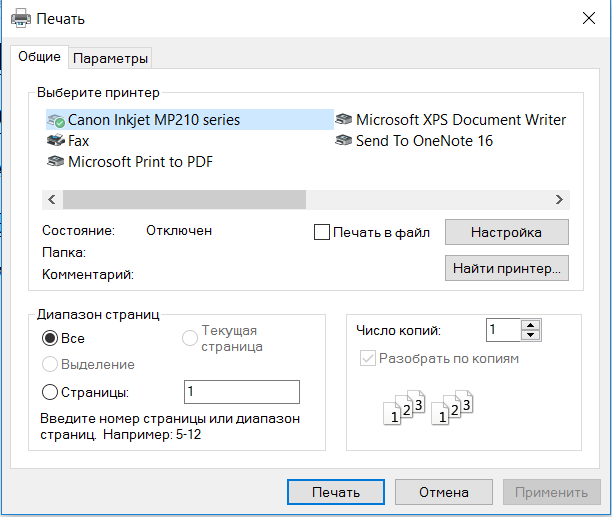 Печать
Общие
Параметры
Выберите принтер
Canon Inkjet MP210 series
Microsoft XPS Document Writer
Fax
Send To OneNote 16
Microsoft Print to PDF
Состояние: Отключен
Печать в файл
Настройка
Папка:
Комментарий:
Найти принтер...
Диапазон страниц
Все
Текущая
страница
Выделение
Страницы: 1
Введите номер страницы или диапазон
страниц. Например: 5-12
Число копий: 1
Разобрать по копиям
1 2 3 1 2 3
Печать
Отмена
Применить